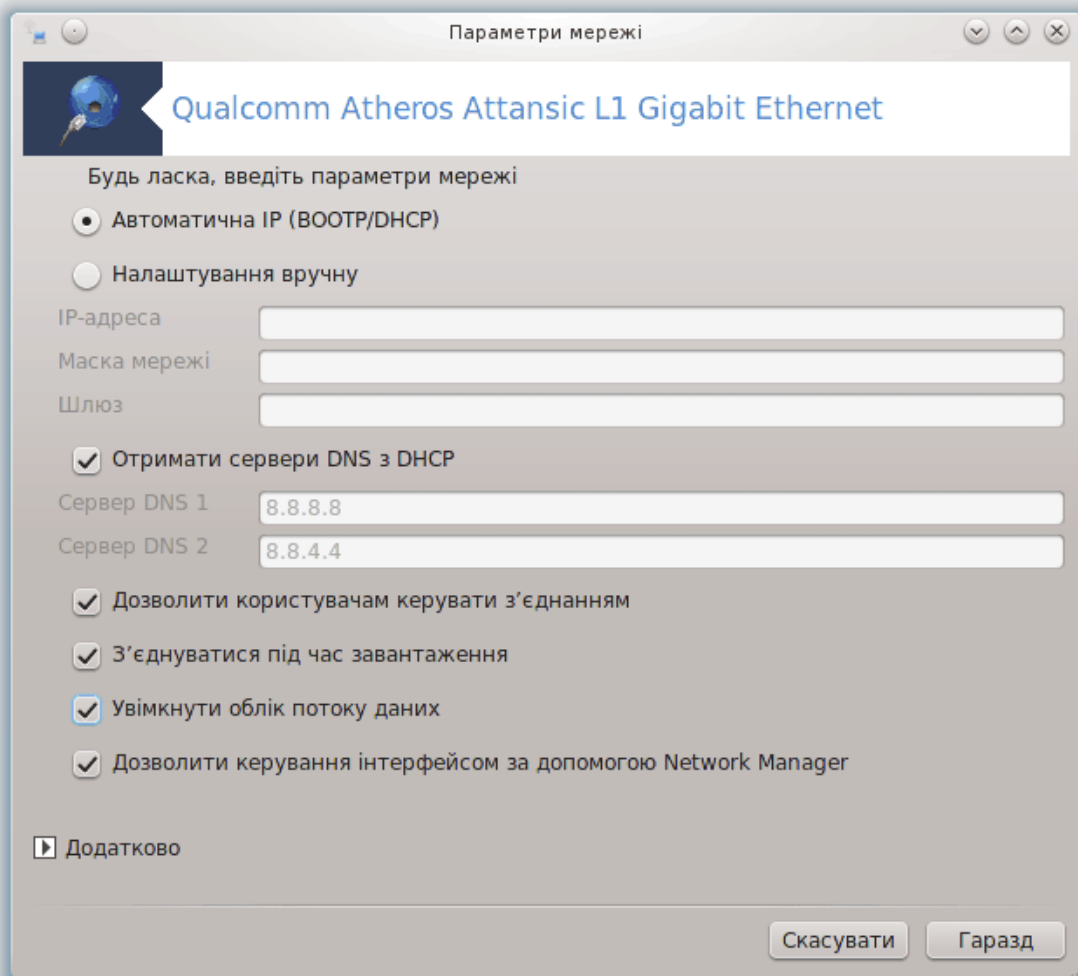 Параметри мережі
Qualcomm Atheros Attansic L1 Gigabit Ethernet
Будь ласка, введіть параметри мережі
Автоматична IP (BOOTP/DHCP)
Налаштування вручну
IP-адреса
Маска мережі
Шлюз
Отримати сервери DNS з DHCP
Сервер DNS 1 8.8.8.8
Сервер DNS 2 8.8.4.4
Дозволити користувачам керувати з’єднанням
З’єднуватися під час завантаження
Увімкнути облік потоку даних
Дозволити керування інтерфейсом за допомогою Network Manager
Додатково
Скасувати Гаразд